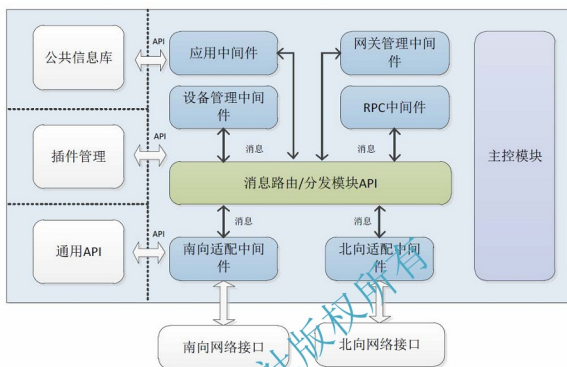 公共信息库
API
应用中间件
网关管理中间
件
设备管理中间
件
RPC中间件
插件管理
API
消息
消息
消息路由/分发模块API
主控模块
通用API
API
消息
消息
南向适配中间
件
北向适配中间
件
南向网络接口
北向网络接口
版权所有